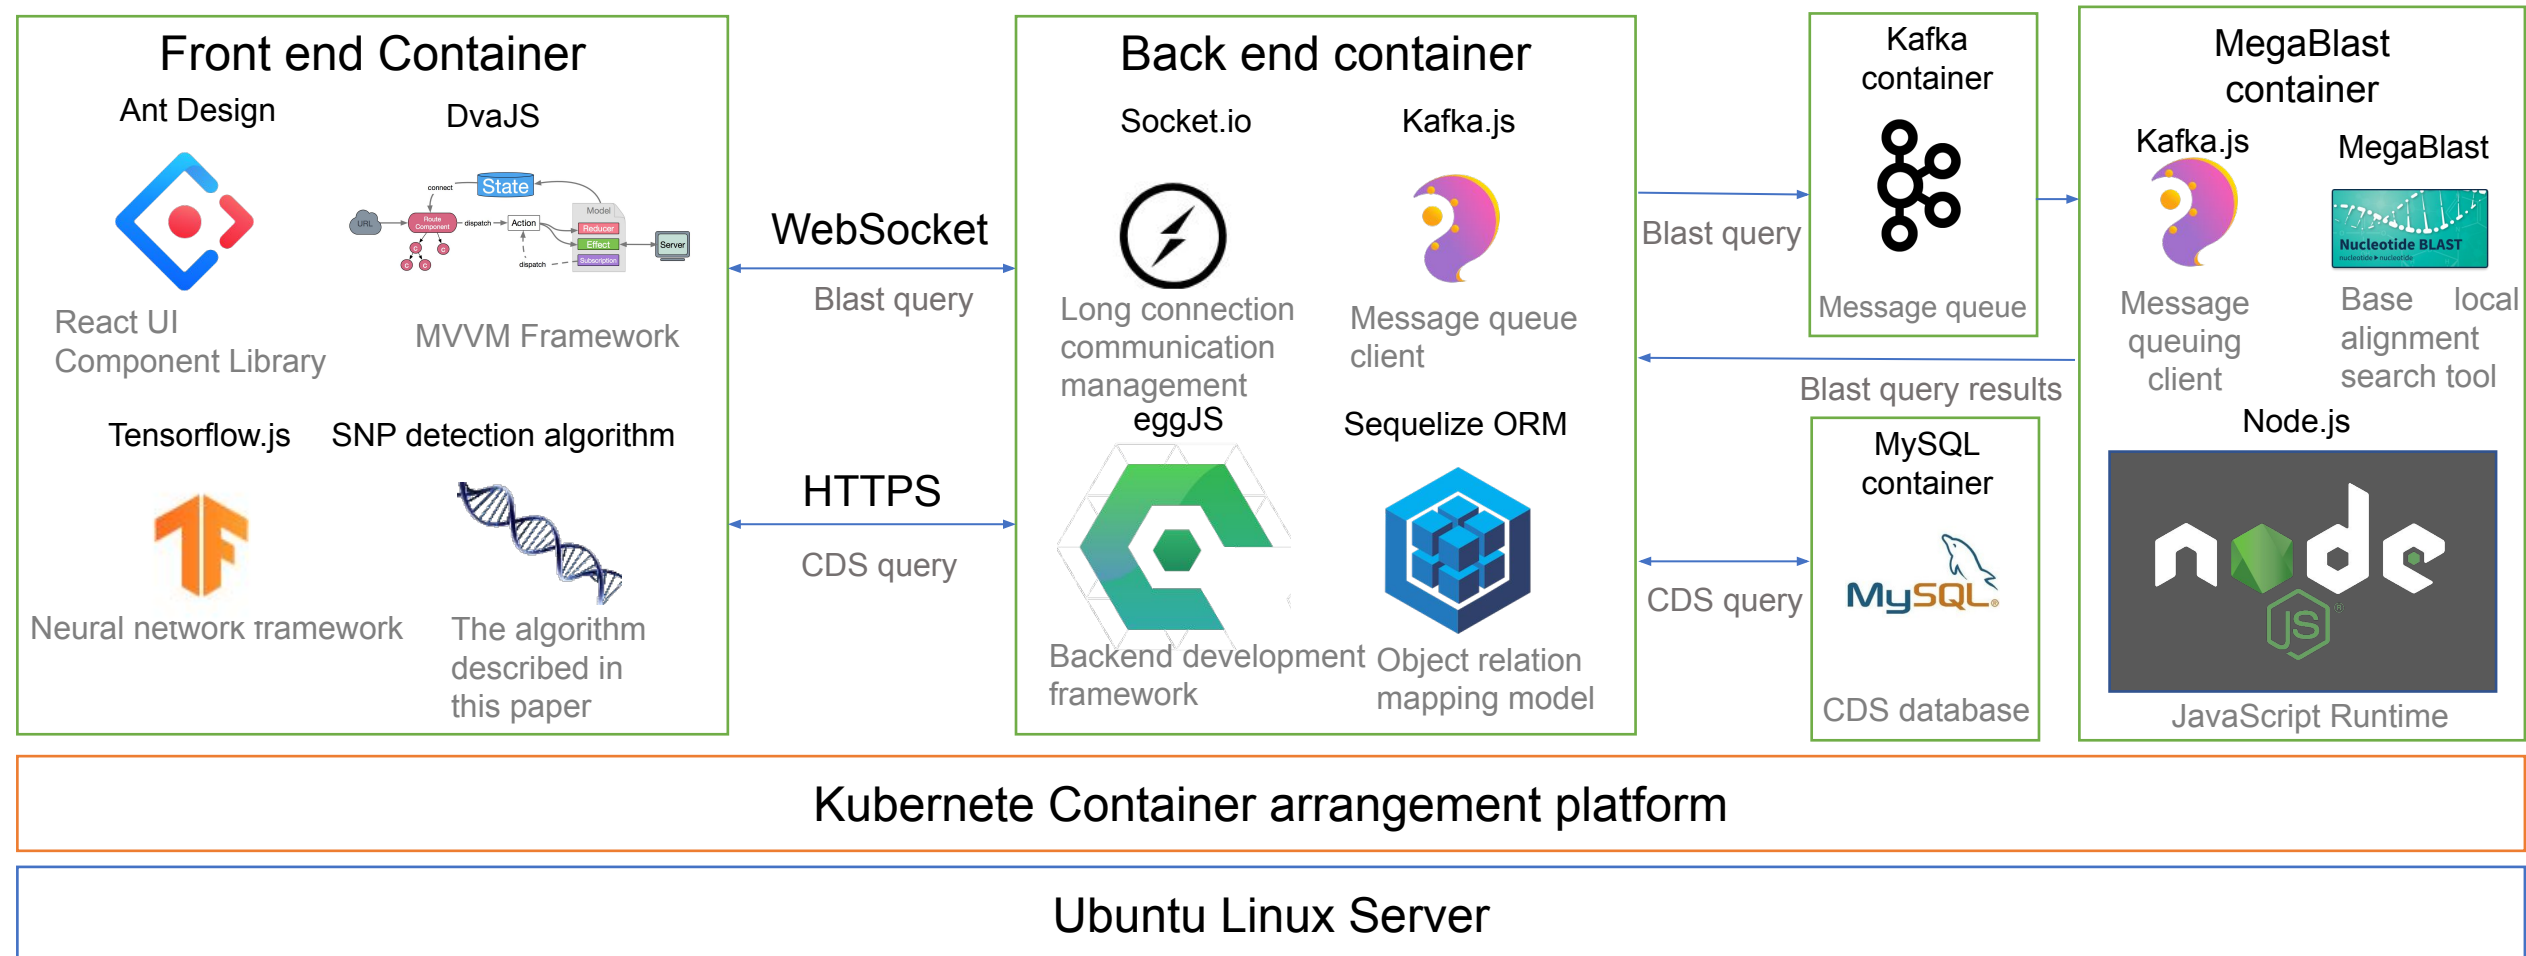 Front end Container
Ant Design
DvaJS
connect
State
URL
Route
Component
dispatch
Action
Model
Reducer
Effect
Subscription
Server
dispatch
C
C
C
C
React UI
Component Library
MVVM Framework
Tensorflow.js
SNP detection algorithm
Neural network framework
The algorithm
described in
this paper
WebSocket
Blast query
HTTPS
CDS query
Back end container
Socket.io
Kafka.js
Long connection
communication
management
Message queue
client
eggJS
Sequelize ORM
Backend development
framework
Object relation
mapping model
Blast query
Blast query results
CDS query
Kafka
container
Message queue
MySQL
container
MySQL®
CDS database
MegaBlast
container
Kafka.js
MegaBlast
Nucleotide BLAST
nucleotide ▸ nucleotide
Message
queuing
client
Base local
alignment
search tool
Node.js
node
JS®
JavaScript Runtime
Kubernete Container arrangement platform
Ubuntu Linux Server